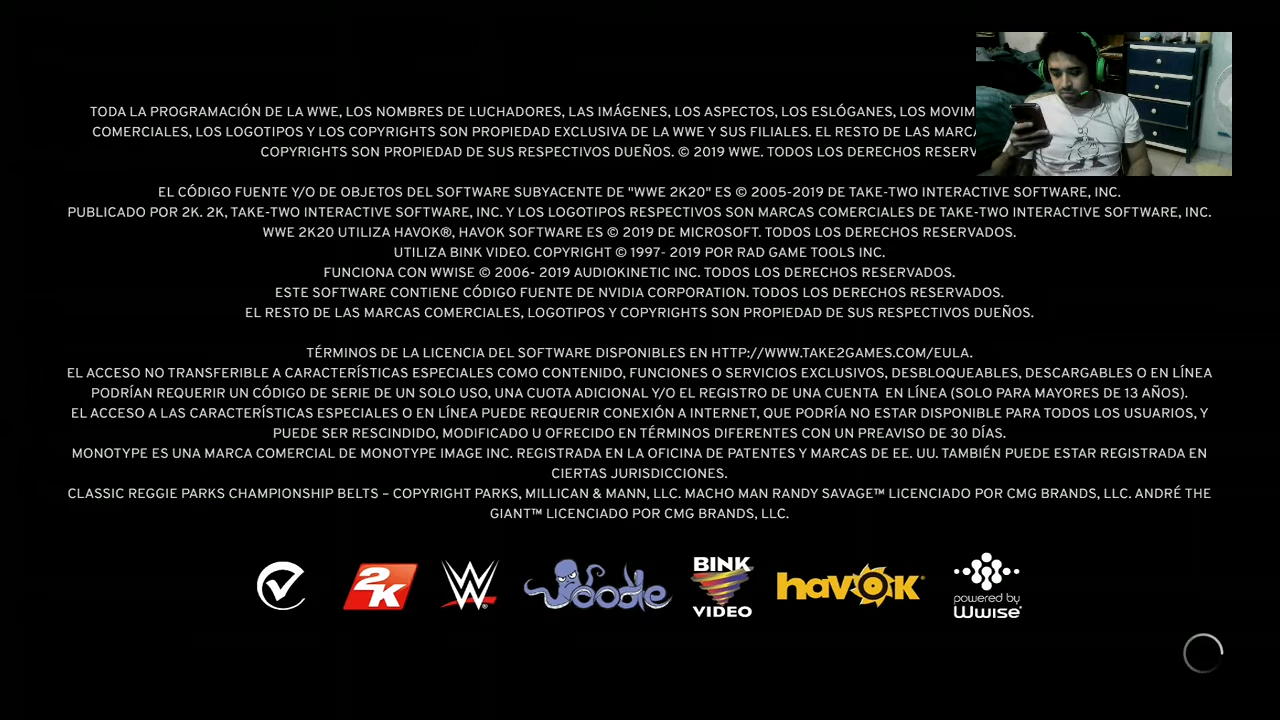 TODA LA PROGRAMACIÓN DE LA WWE, LOS NOMBRES DE LUCHADORES, LAS IMÁGENES, LOS ASPECTOS, LOS ESLÓGANES, LOS
COMERCIALES, LOS LOGOTIPOS Y LOS COPYRIGHTS SON PROPIEDAD EXCLUSIVA DE LA WWE Y SUS FILIALES. EL RESTO DE LAS
COPYRIGHTS SON PROPIEDAD DE SUS RESPECTIVOS DUEÑOS. © 2019 WWE. TODOS LOS DERECHOS
EL CÓDIGO FUENTE Y/O DE OBJETOS DEL SOFTWARE SUBYACENTE DE "WWE 2K20" ES © 2005-2019 DE TAKE-TWO INTERACTIVE SOFTWARE, INC.
PUBLICADO POR 2K. 2K, TAKE-TWO INTERACTIVE SOFTWARE, INC. Y LOS LOGOTIPOS RESPECTIVOS SON MARCAS COMERCIALES DE TAKE-TWO INTERACTIVE SOFTWARE, INC.
WWE 2K20 UTILIZA HAVOK®, HAVOK SOFTWARE ES © 2019 DE MICROSOFT. TODOS LOS DERECHOS RESERVADOS.
UTILIZA BINK VIDEO. COPYRIGHT © 1997- 2019 POR RAD GAME TOOLS INC.
FUNCIONA CON WWISE © 2006- 2019 AUDIOKINETIC INC. TODOS LOS DERECHOS RESERVADOS.
ESTE SOFTWARE CONTIENE CÓDIGO FUENTE DE NVIDIA CORPORATION. TODOS LOS DERECHOS RESERVADOS.
EL RESTO DE LAS MARCAS COMERCIALES, LOGOTIPOS Y COPYRIGHTS SON PROPIEDAD DE SUS RESPECTIVOS DUEÑOS.
TÉRMINOS DE LA LICENCIA DEL SOFTWARE DISPONIBLES EN HTTP://WWW.TAKE2GAMES.COM/EULA.
EL ACCESO NO TRANSFERIBLE A CARACTERÍSTICAS ESPECIALES COMO CONTENIDO, FUNCIONES O SERVICIOS EXCLUSIVOS, DESBLOQUEABLES, DESCARGABLES O EN LÍNEA
PODRÍAN REQUERIR UN CÓDIGO DE SERIE DE UN SOLO USO, UNA CUOTA ADICIONAL Y/O EL REGISTRO DE UNA CUENTA EN LÍNEA (SOLO PARA MAYORES DE 13 AÑOS).
EL ACCESO A LAS CARACTERÍSTICAS ESPECIALES O EN LÍNEA PUEDE REQUERIR CONEXIÓN A INTERNET, QUE PODRÍA NO ESTAR DISPONIBLE PARA TODOS LOS USUARIOS, Y
PUEDE SER RESCINDIDO, MODIFICADO U OFRECIDO EN TÉRMINOS DIFERENTES CON UN PREAVISO DE 30 DÍAS.
MONOTYPE ES UNA MARCA COMERCIAL DE MONOTYPE IMAGE INC. REGISTRADA EN LA OFICINA DE PATENTES Y MARCAS DE EE. UU. TAMBIÉN PUEDE ESTAR REGISTRADA EN
CIERTAS JURISDICCIONES.
CLASSIC REGGIE PARKS CHAMPIONSHIP BELTS – COPYRIGHT PARKS, MILLICAN & MANN, LLC. MACHO MAN RANDY SAVAGE™ LICENCIADO POR CMG BRANDS, LLC. ANDRÉ THE
GIANT™ LICENCIADO POR CMG BRANDS, LLC.
2K W Yoodle BINK VIDEO havok powered by Wwise